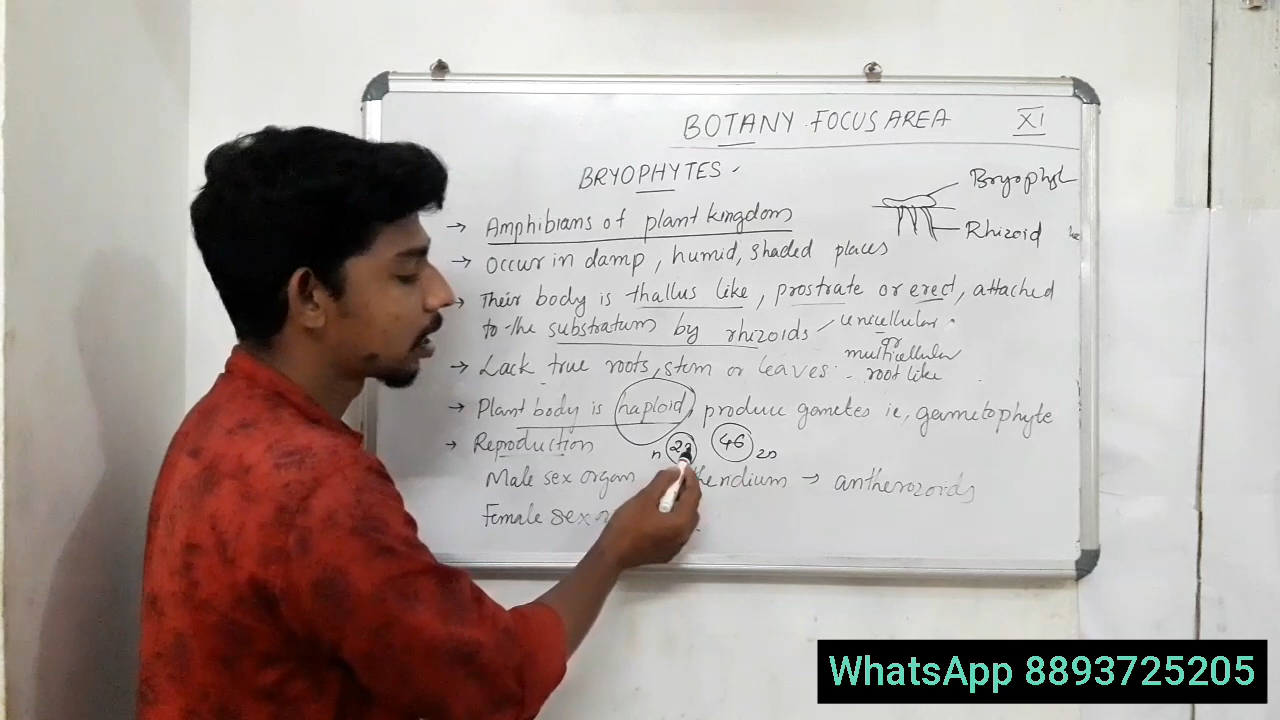 BOTANY FOCUS AREA XI
BRYOPHYTES
Bryophyt
Rhizoid
→ Amphibians of plant kingdom
→ Occur in damp, humid, shaded places
→ Their body is thallus like, prostrate or erect, attached
to the substratum by rhizoids
unicellular
or
multicellular
root like
→ Lack true roots, stem or leaves.
→ Plant body is haploid, produce gametes ie, gametophyte
→ Reproduction
n 46 2n
Male sex organ → antherozoids
Female sex
WhatsApp 8893725205